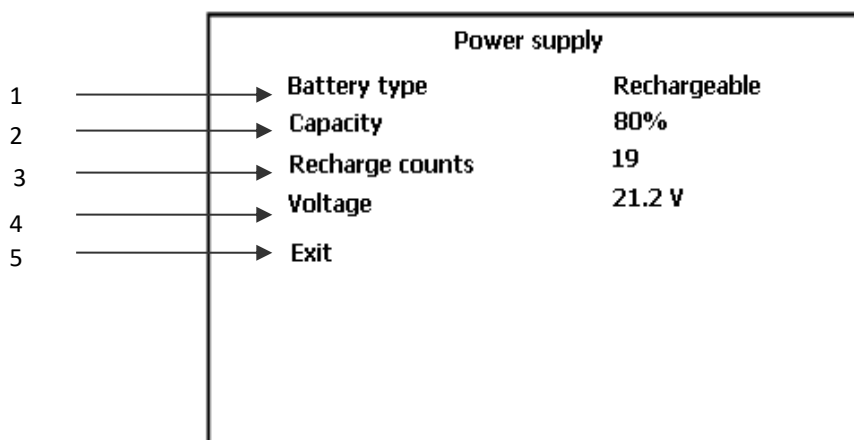 Power supply
1 Battery type Rechargeable
2 Capacity 80%
3 Recharge counts 19
4 Voltage 21.2 V
5 Exit